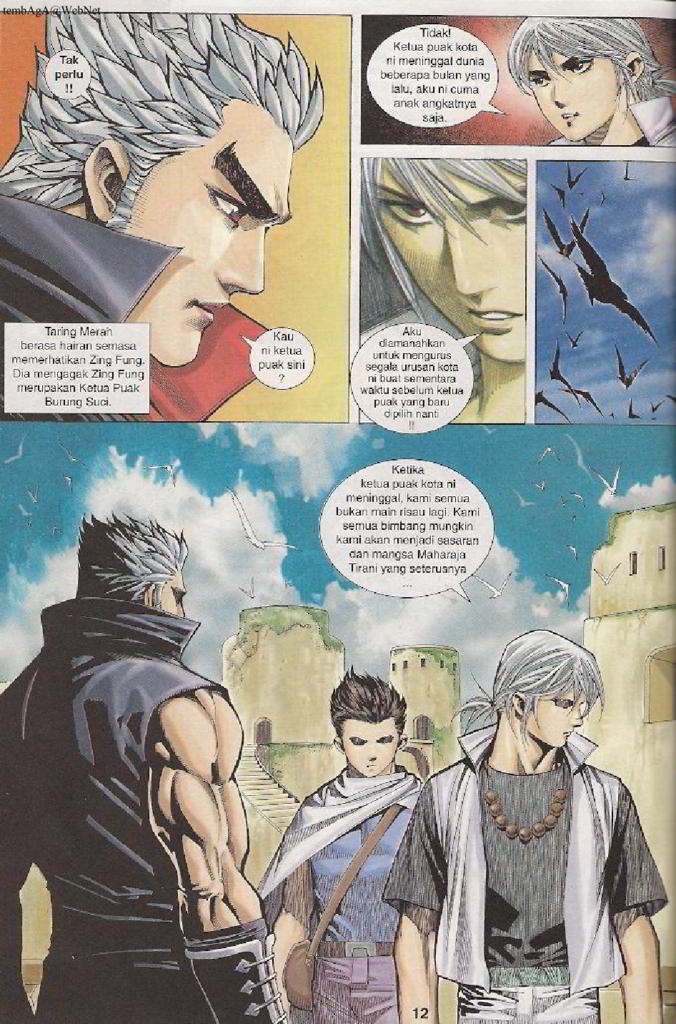 tembAgA@WebNet
Tak
perlu
!!
Taring Merah
berasa hairan semasa
memerhatikan Zing Fung.
Dia mengagak Zing Fung
merupakan Ketua Puak
Burung Suci.
Kau
ni ketua
puak sini
?
Tidak!
Ketua puak kota
ni meninggal dunia
beberapa bulan yang
lalu, aku ni cuma
anak angkatnya
saja.
Aku
diamanahkan
untuk mengurus
segala urusan kota
ni buat sementara
waktu sebelum ketua
puak yang baru
dipilih nanti
!!
Ketika
ketua puak kota ni
meninggal, kami semua
bukan main risau lagi. Kami
semua bimbang mungkin
kami akan menjadi sasaran
dan mangsa Maharaja
Tirani yang seterusnya
...
12